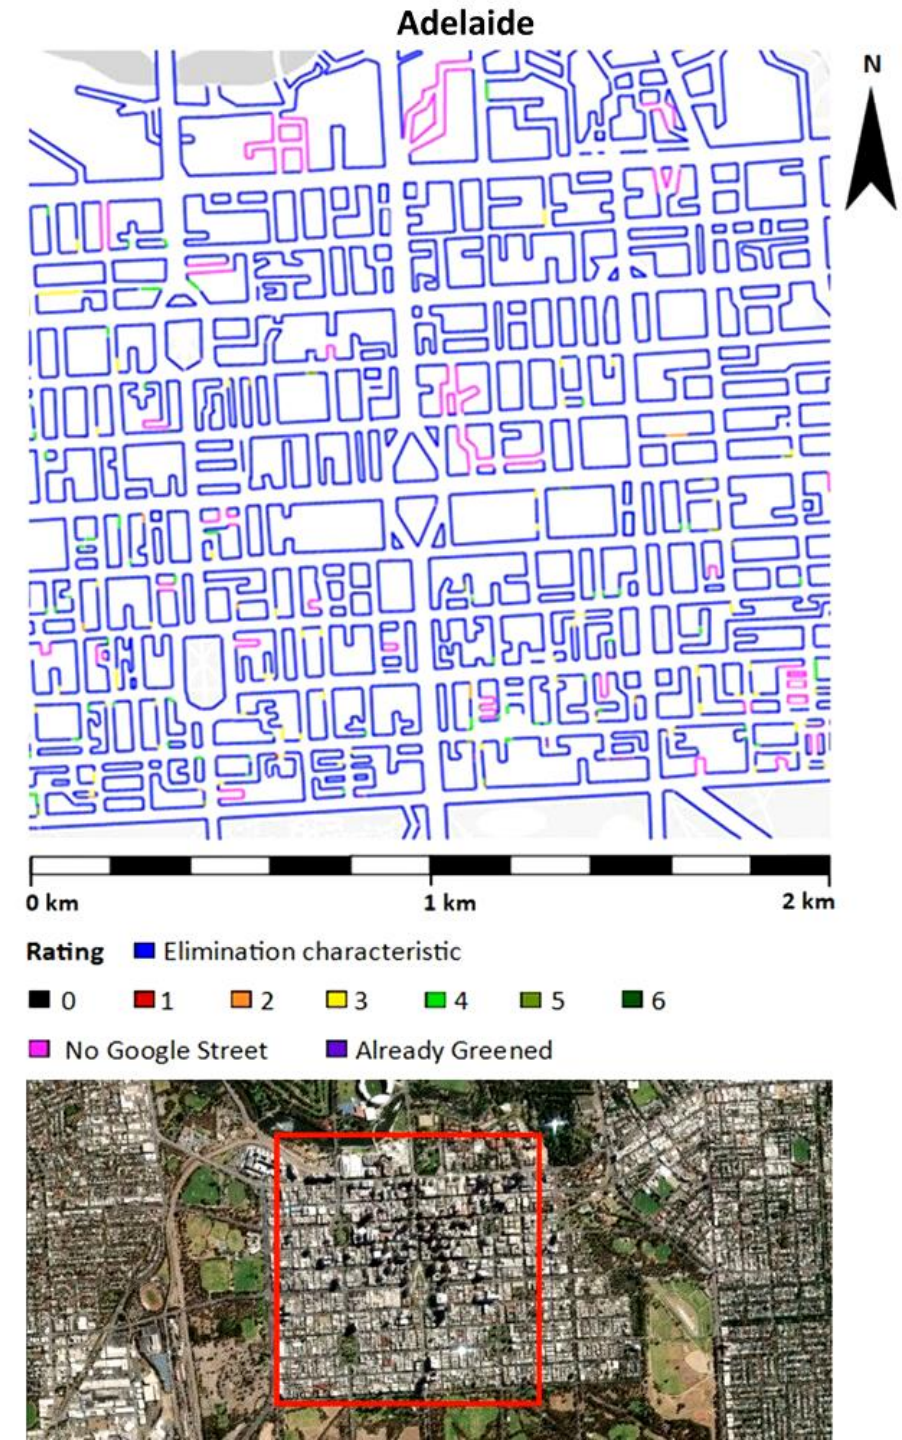 Adelaide
N
0 km 1 km 2 km
Rating Elimination characteristic
0 1 2 3 4 5 6
No Google Street Already Greened